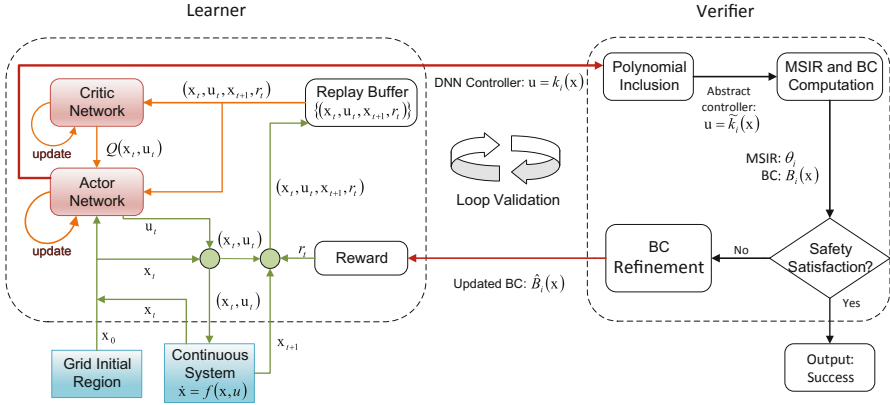 Learner
Verifier
Critic
Network
(x_t, u_t, x_{t+1}, r_t)
Replay Buffer
{(x_t, u_t, x_{t+1}, r_t)}
DNN Controller: u = k_i(x)
Polynomial
Inclusion
Abstract
controller:
u = \widetilde{k}_i(x)
MSIR and BC
Computation
update
Q(x_t, u_t)
Actor
Network
update
u_t
(x_t, u_t, x_{t+1}, r_t)
Loop Validation
MSIR: θ_i
BC: B_i(x)
(x_t, u_t)
r_t
Reward
x_t
BC
Refinement
No
Safety
Satisfaction?
Updated BC: \hat{B}_i(x)
Yes
x_t
(x_t, u_t)
x_0
x_{t+1}
Grid Initial
Region
Continuous
System
ẋ = f(x, u)
Output:
Success